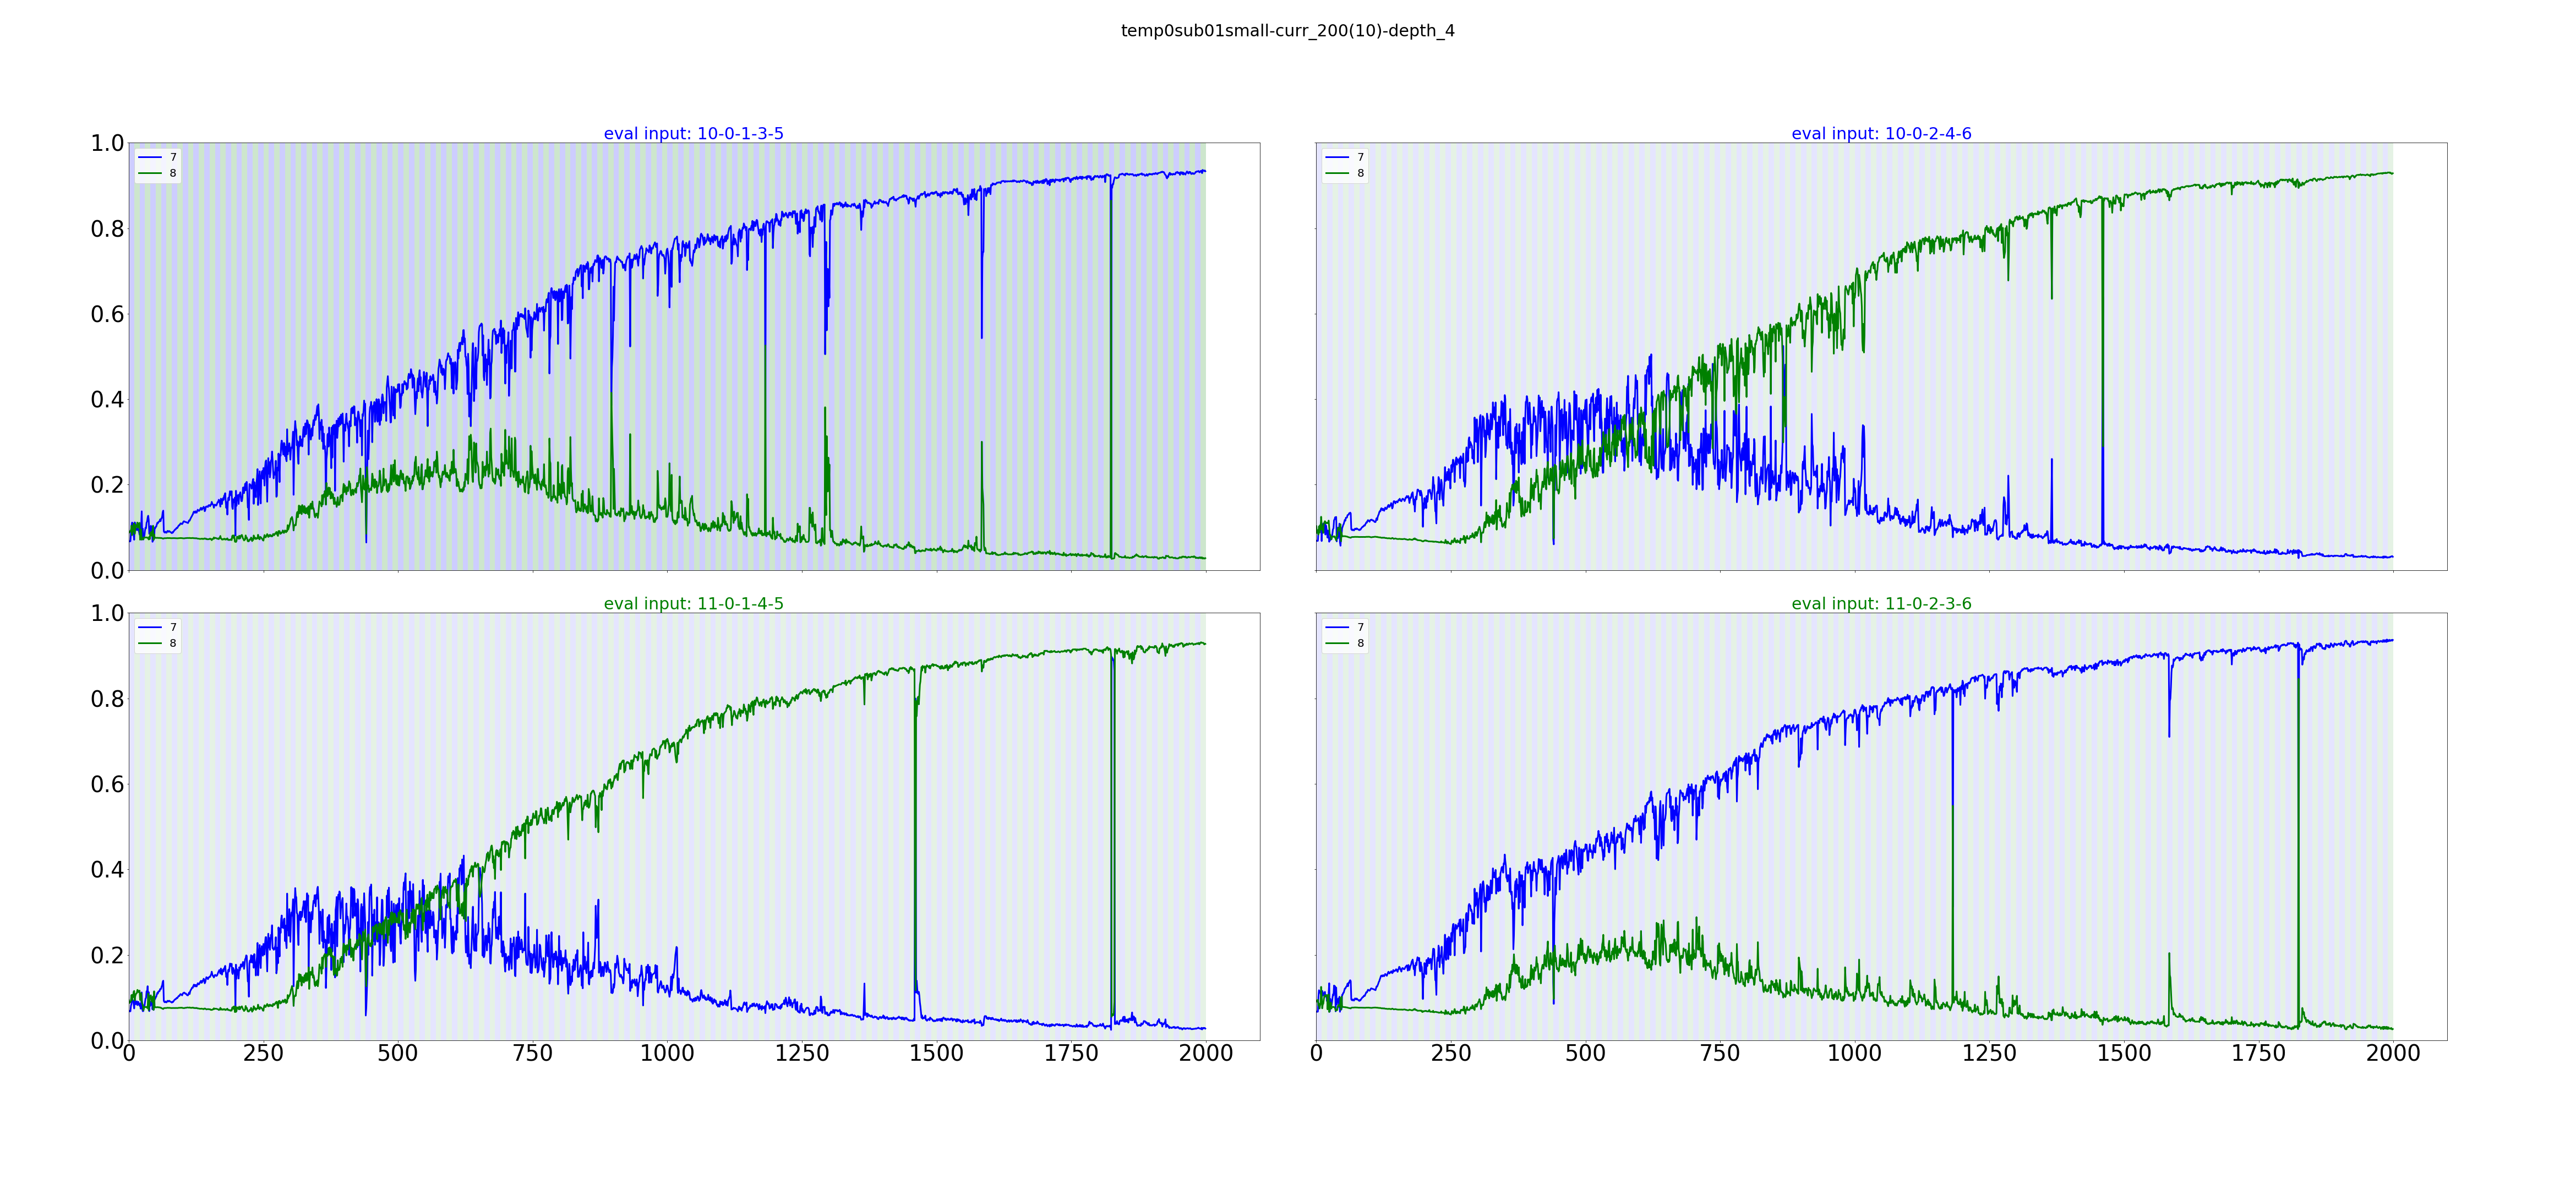 temp0sub01small-curr_200(10)-depth_4
eval input: 10-0-1-3-5
1.0
0.8
0.6
0.4
0.2
0.0
7
8
eval input: 10-0-2-4-6
7
8
eval input: 11-0-1-4-5
1.0
0.8
0.6
0.4
0.2
0.0
7
8
0 250 500 750 1000 1250 1500 1750 2000
eval input: 11-0-2-3-6
7
8
0 250 500 750 1000 1250 1500 1750 2000